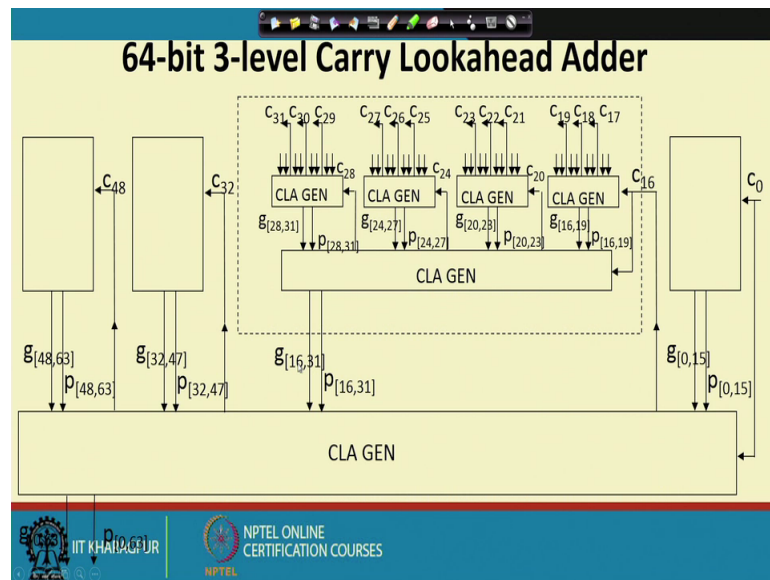 64-bit 3-level Carry Lookahead Adder
c31 c30 c29 c27 c26 c25 c23 c22 c21 c19 c18 c17
c28 c24 c20 c16 c0
c48 c32
CLA GEN CLA GEN CLA GEN CLA GEN
g[28,31] p[28,31] g[24,27] p[24,27] g[20,23] p[20,23] g[16,19] p[16,19]
CLA GEN
g[48,63] p[48,63] g[32,47] p[32,47] g[16,31] p[16,31] g[0,15] p[0,15]
CLA GEN
p[0,63]
IIT KHARAGPUR
NPTEL ONLINE
CERTIFICATION COURSES
NPTEL